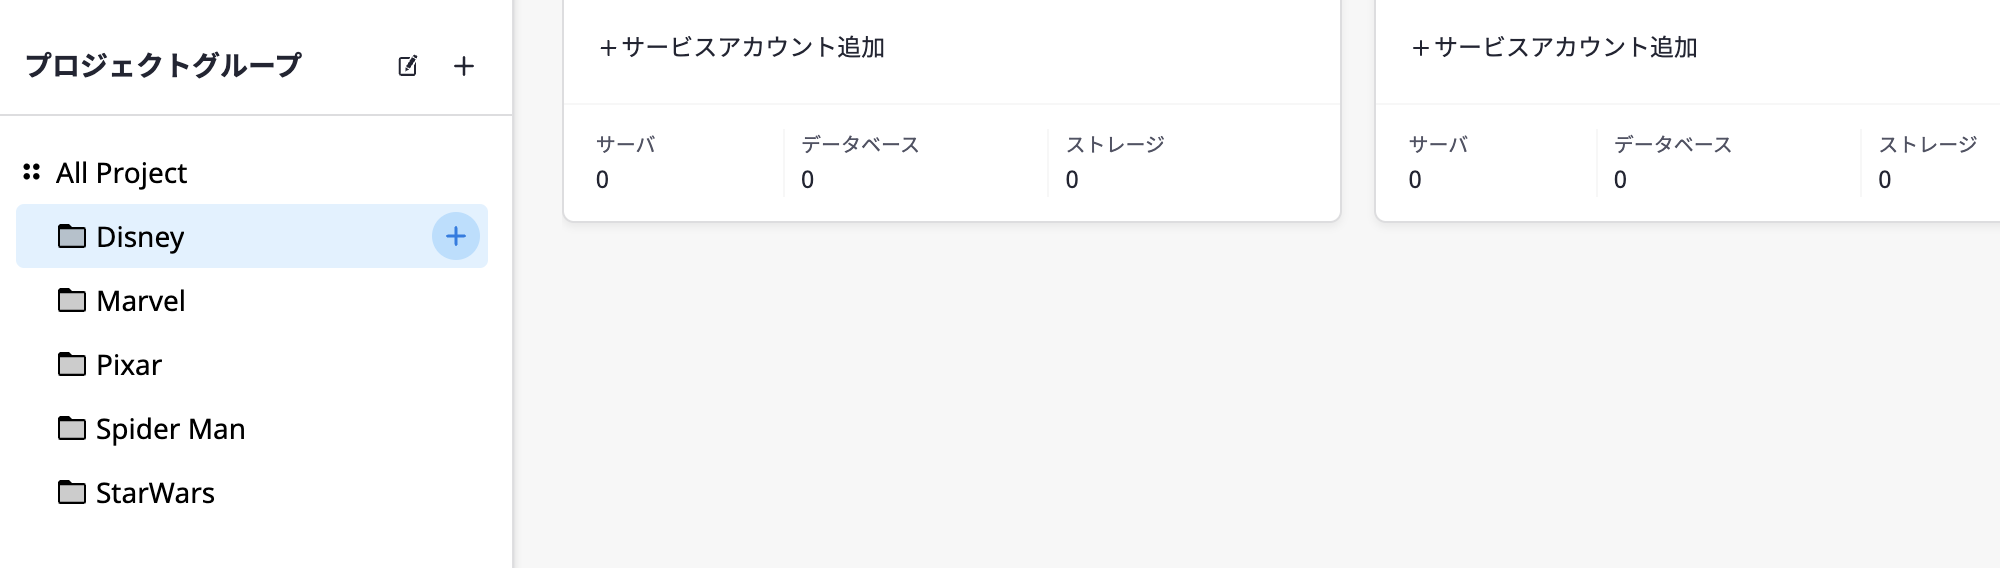 プロジェクトグループ
All Project
Disney
Marvel
Pixar
Spider Man
StarWars
＋サービスアカウント追加
サーバ
0
データベース
0
ストレージ
0
＋サービスアカウント追加
サーバ
0
データベース
0
ストレージ
0